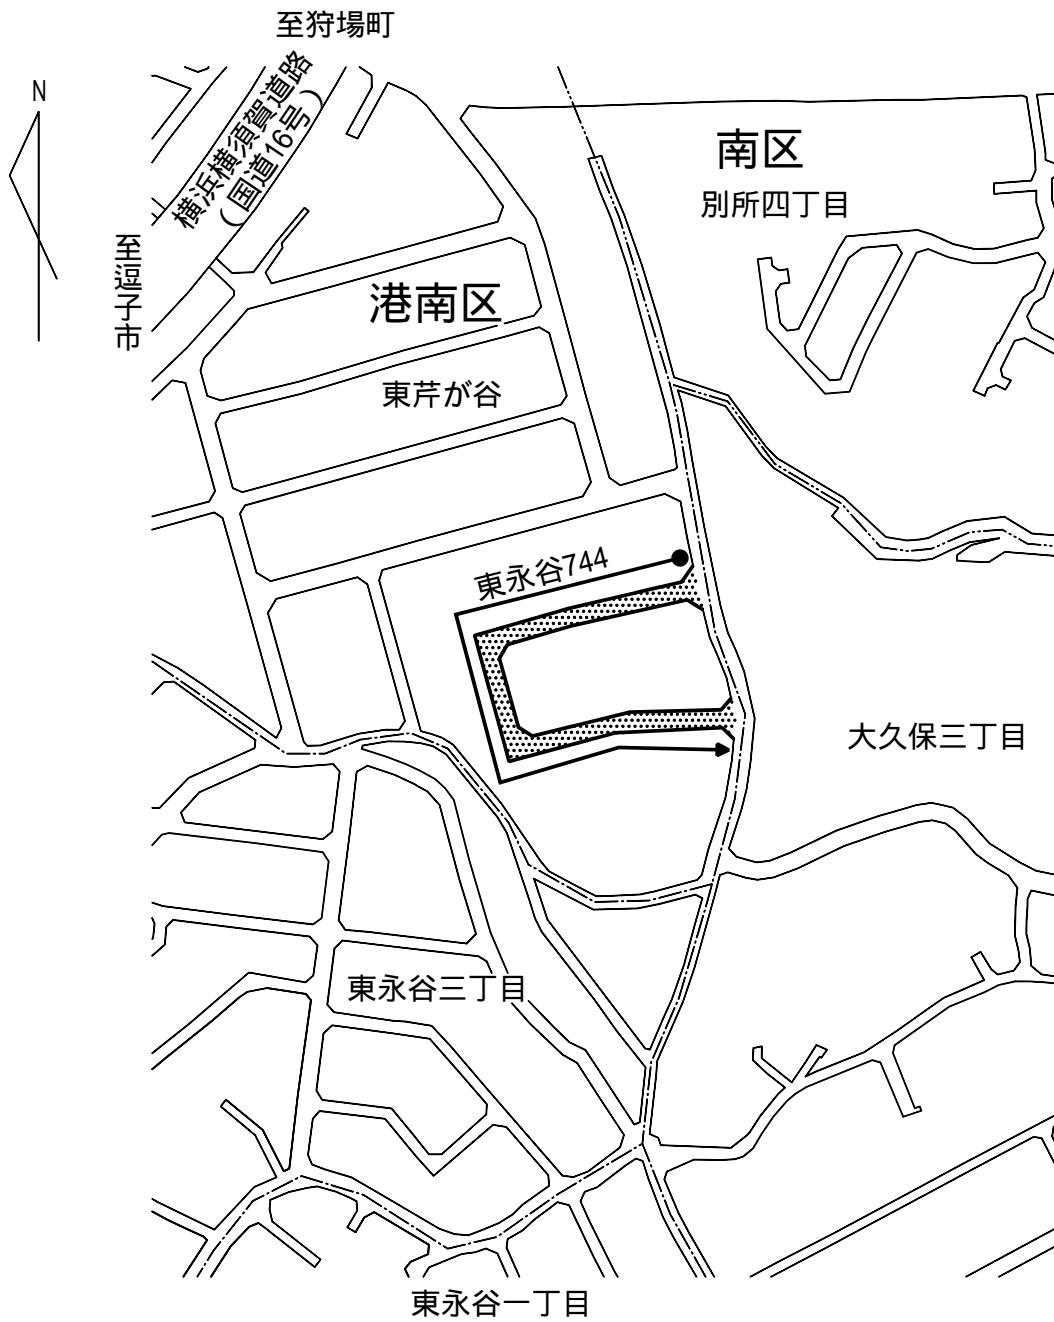 至狩場町
N
横浜横須賀道路
（国道16号）
南区
別所四丁目
至逗子市
港南区
東芹が谷
東永谷744
大久保三丁目
東永谷三丁目
東永谷一丁目